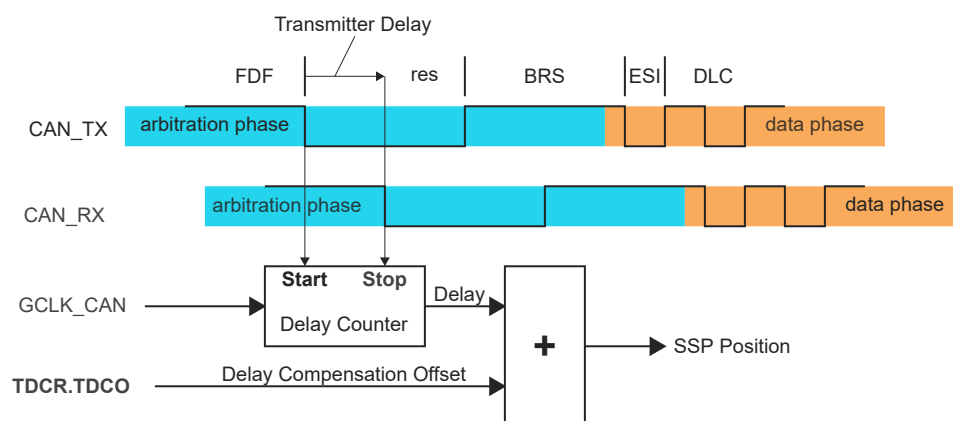 Transmitter Delay
FDF res BRS ESI DLC
CAN_TX arbitration phase data phase
CAN_RX arbitration phase data phase
Start Stop
GCLK_CAN Delay Counter Delay
+ SSP Position
TDCR.TDCO Delay Compensation Offset